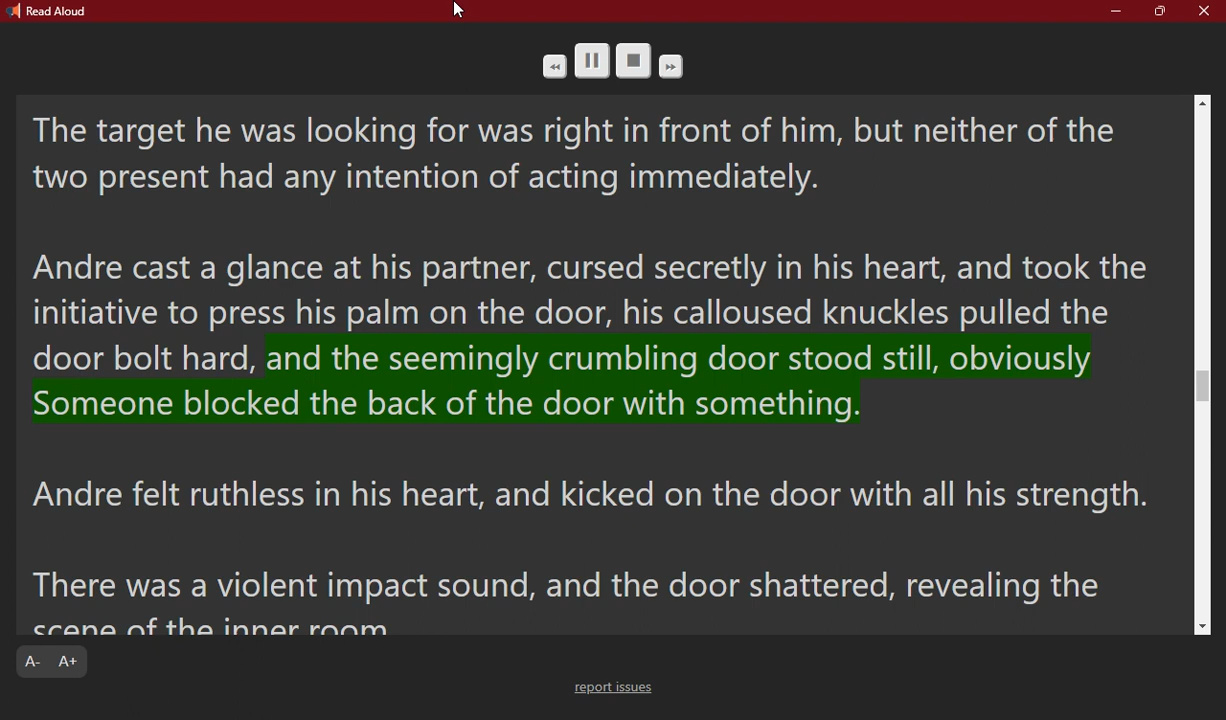 Read Aloud
The target he was looking for was right in front of him, but neither of the
two present had any intention of acting immediately.
Andre cast a glance at his partner, cursed secretly in his heart, and took the
initiative to press his palm on the door, his calloused knuckles pulled the
door bolt hard, and the seemingly crumbling door stood still, obviously
Someone blocked the back of the door with something.
Andre felt ruthless in his heart, and kicked on the door with all his strength.
There was a violent impact sound, and the door shattered, revealing the
scene of the inner room
A- A+
report issues